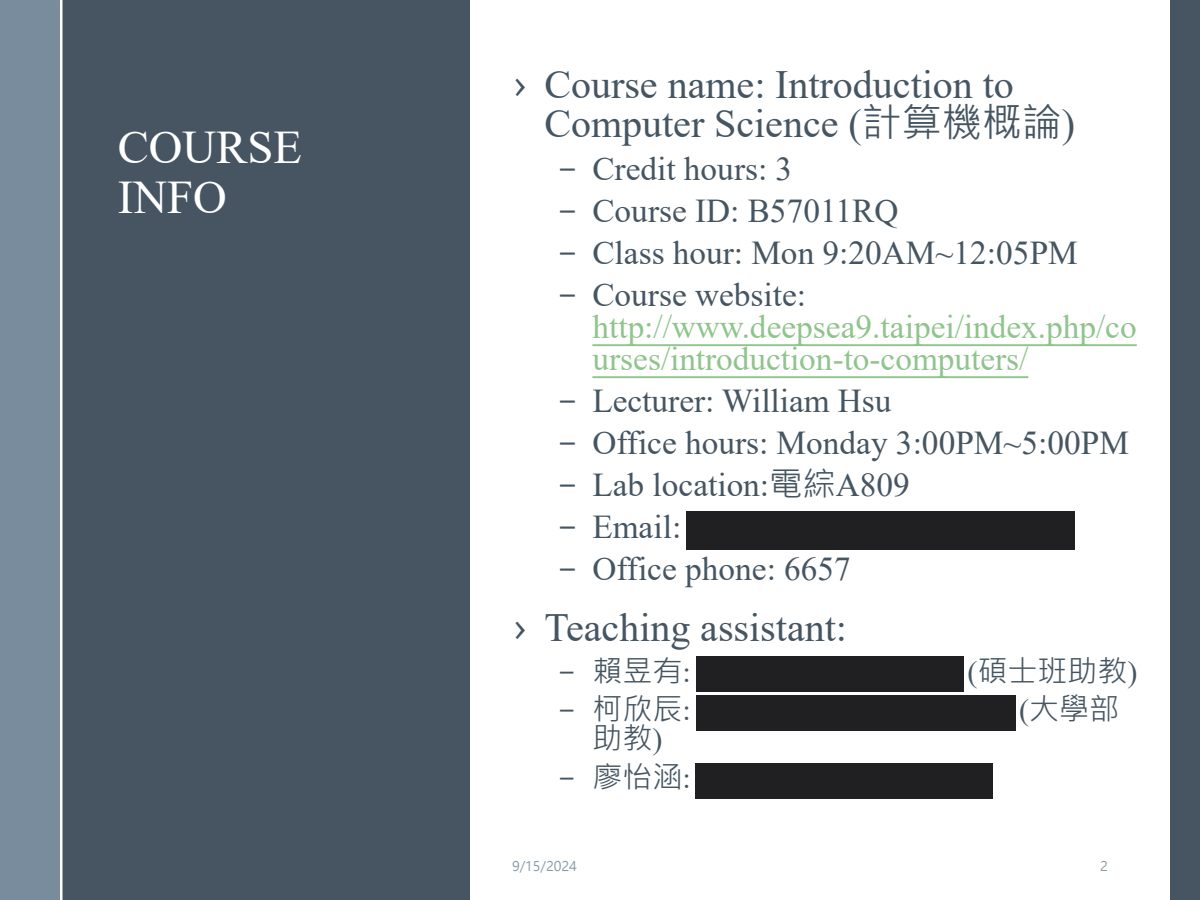 COURSE
INFO
› Course name: Introduction to
Computer Science (計算機概論)
– Credit hours: 3
– Course ID: B57011RQ
– Class hour: Mon 9:20AM~12:05PM
– Course website:
http://www.deepsea9.taipei/index.php/co
urses/introduction-to-computers/
– Lecturer: William Hsu
– Office hours: Monday 3:00PM~5:00PM
– Lab location:電綜A809
– Email:
– Office phone: 6657
› Teaching assistant:
– 賴昱有: (碩士班助教)
– 柯欣辰: (大學部
助教)
– 廖怡涵:
9/15/2024
2